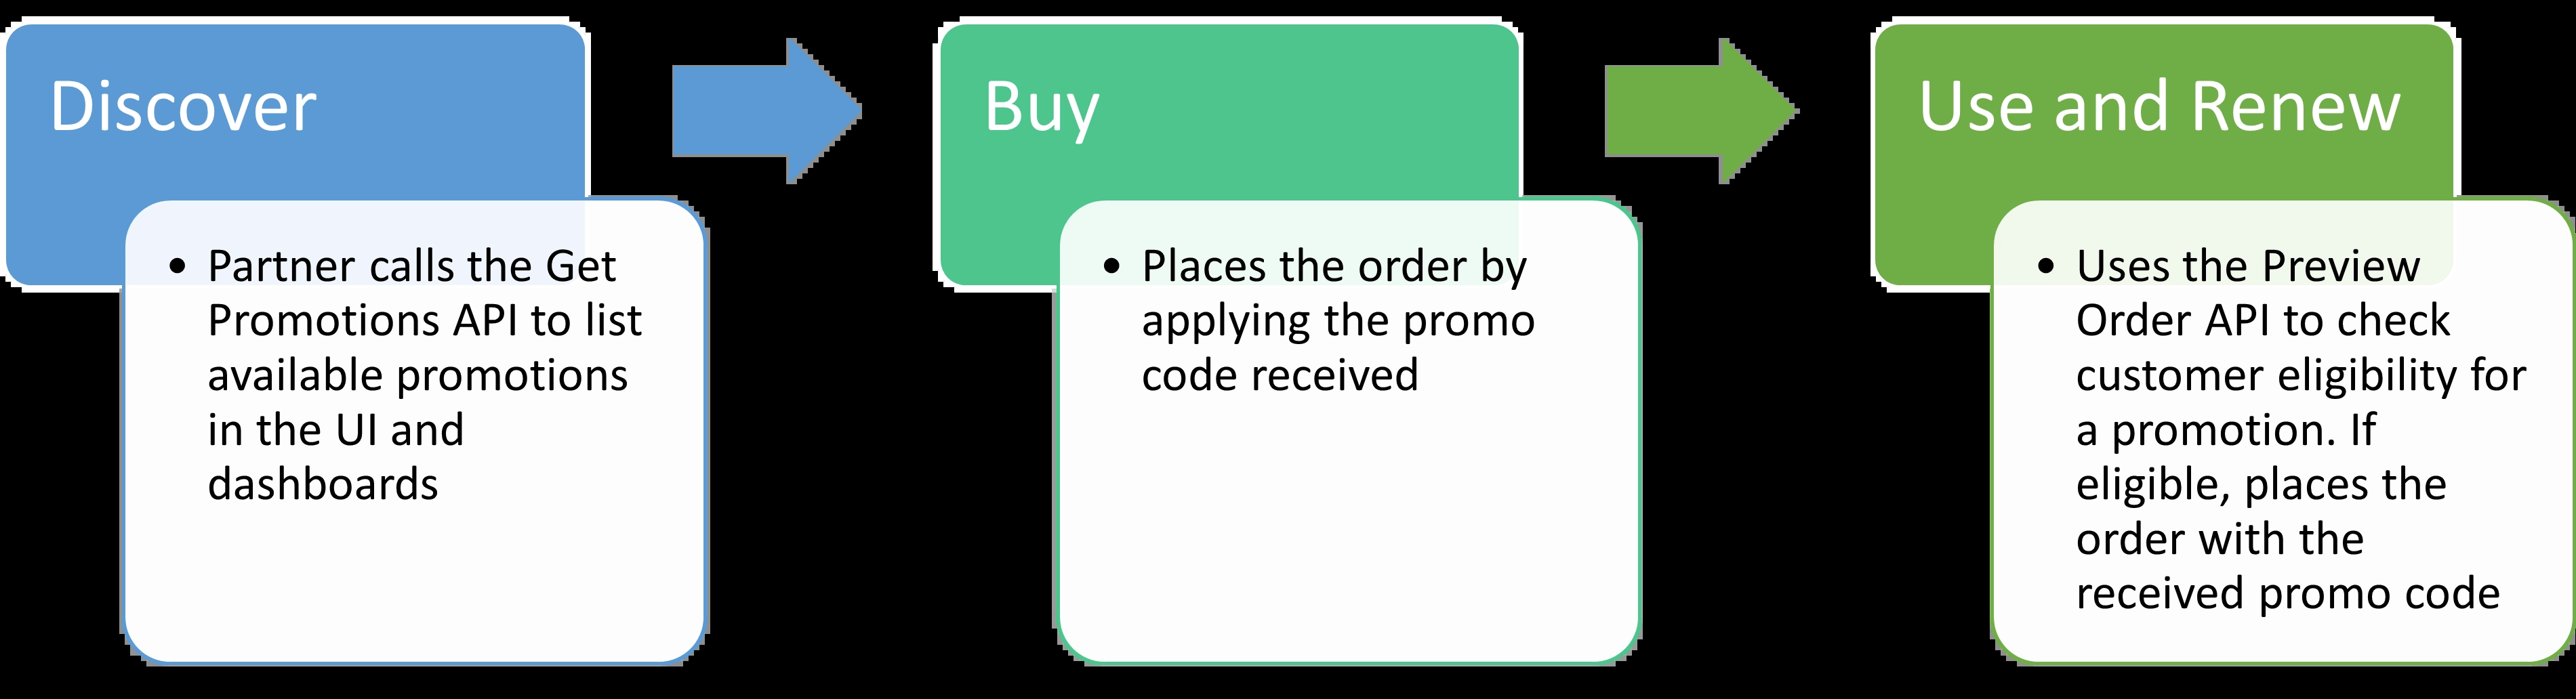 Discover
• Partner calls the Get
Promotions API to list
available promotions
in the UI and
dashboards
Buy
• Places the order by
applying the promo
code received
Use and Renew
• Uses the Preview
Order API to check
customer eligibility for
a promotion. If
eligible, places the
order with the
received promo code